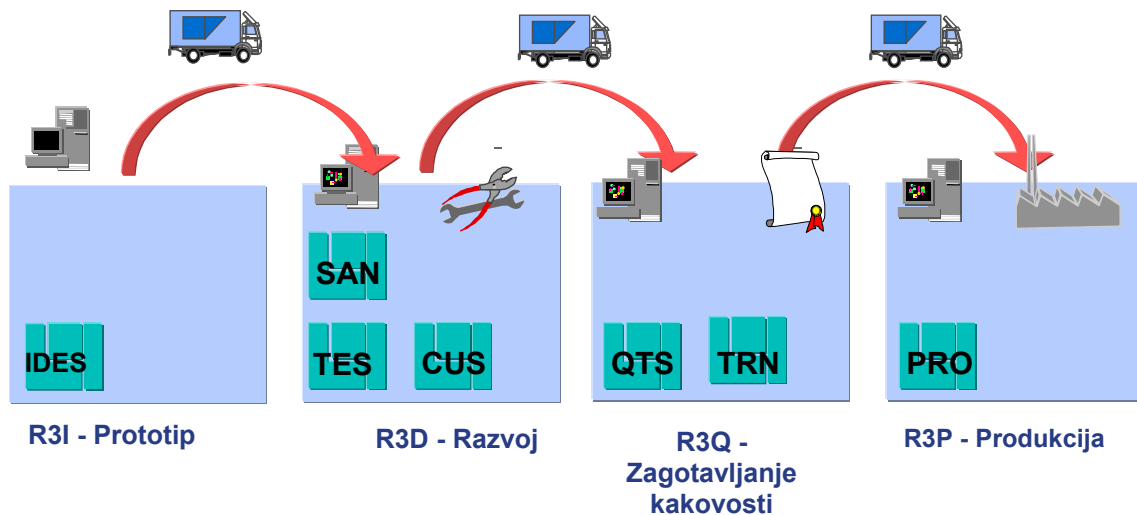 SAN
IDES
TES
CUS
QTS
TRN
PRO
R3I - Prototip
R3D - Razvoj
R3Q -
Zagotavljanje
kakovosti
R3P - Produkcija